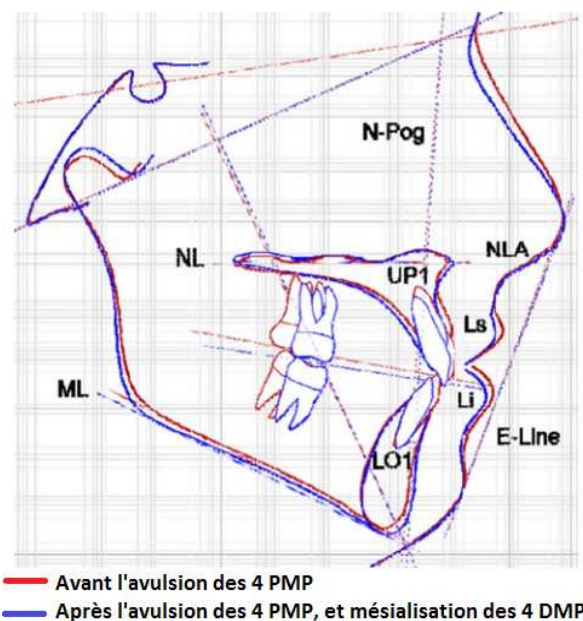 N-Pog
NL
NLA
UP1
Ls
ML
Li
E-Line
LO1
Avant l'avulsion des 4 PMP
Après l'avulsion des 4 PMP, et mésialisation des 4 DMP